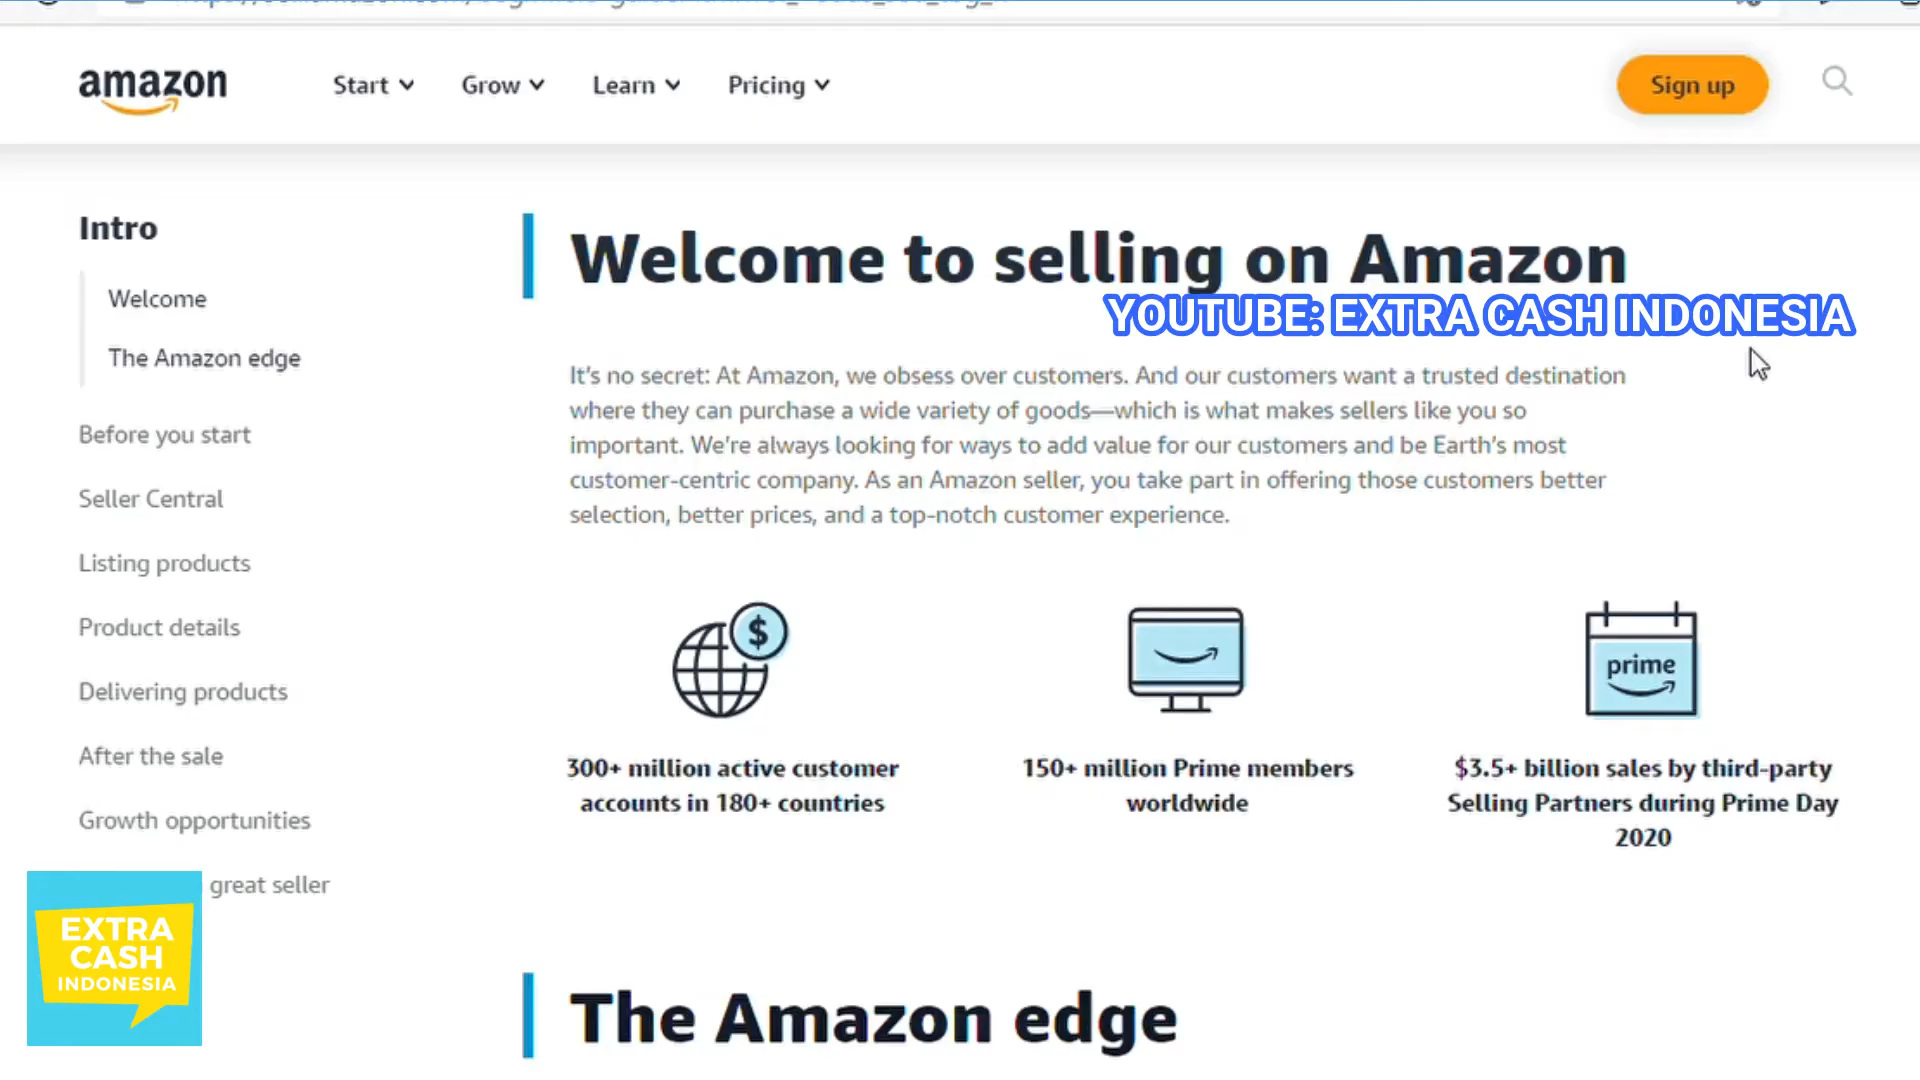 amazon
Start
Grow
Learn
Pricing
Sign up
Intro
Welcome
The Amazon edge
Before you start
Seller Central
Listing products
Product details
Delivering products
After the sale
Growth opportunities
great seller
Welcome to selling on Amazon
YOUTUBE: EXTRA CASH INDONESIA
It's no secret: At Amazon, we obsess over customers. And our customers want a trusted destination
where they can purchase a wide variety of goods—which is what makes sellers like you so
important. We're always looking for ways to add value for our customers and be Earth's most
customer-centric company. As an Amazon seller, you take part in offering those customers better
selection, better prices, and a top-notch customer experience.
$
prime
300+ million active customer
accounts in 180+ countries
150+ million Prime members
worldwide
$3.5+ billion sales by third-party
Selling Partners during Prime Day
2020
The Amazon edge
EXTRA
CASH
INDONESIA